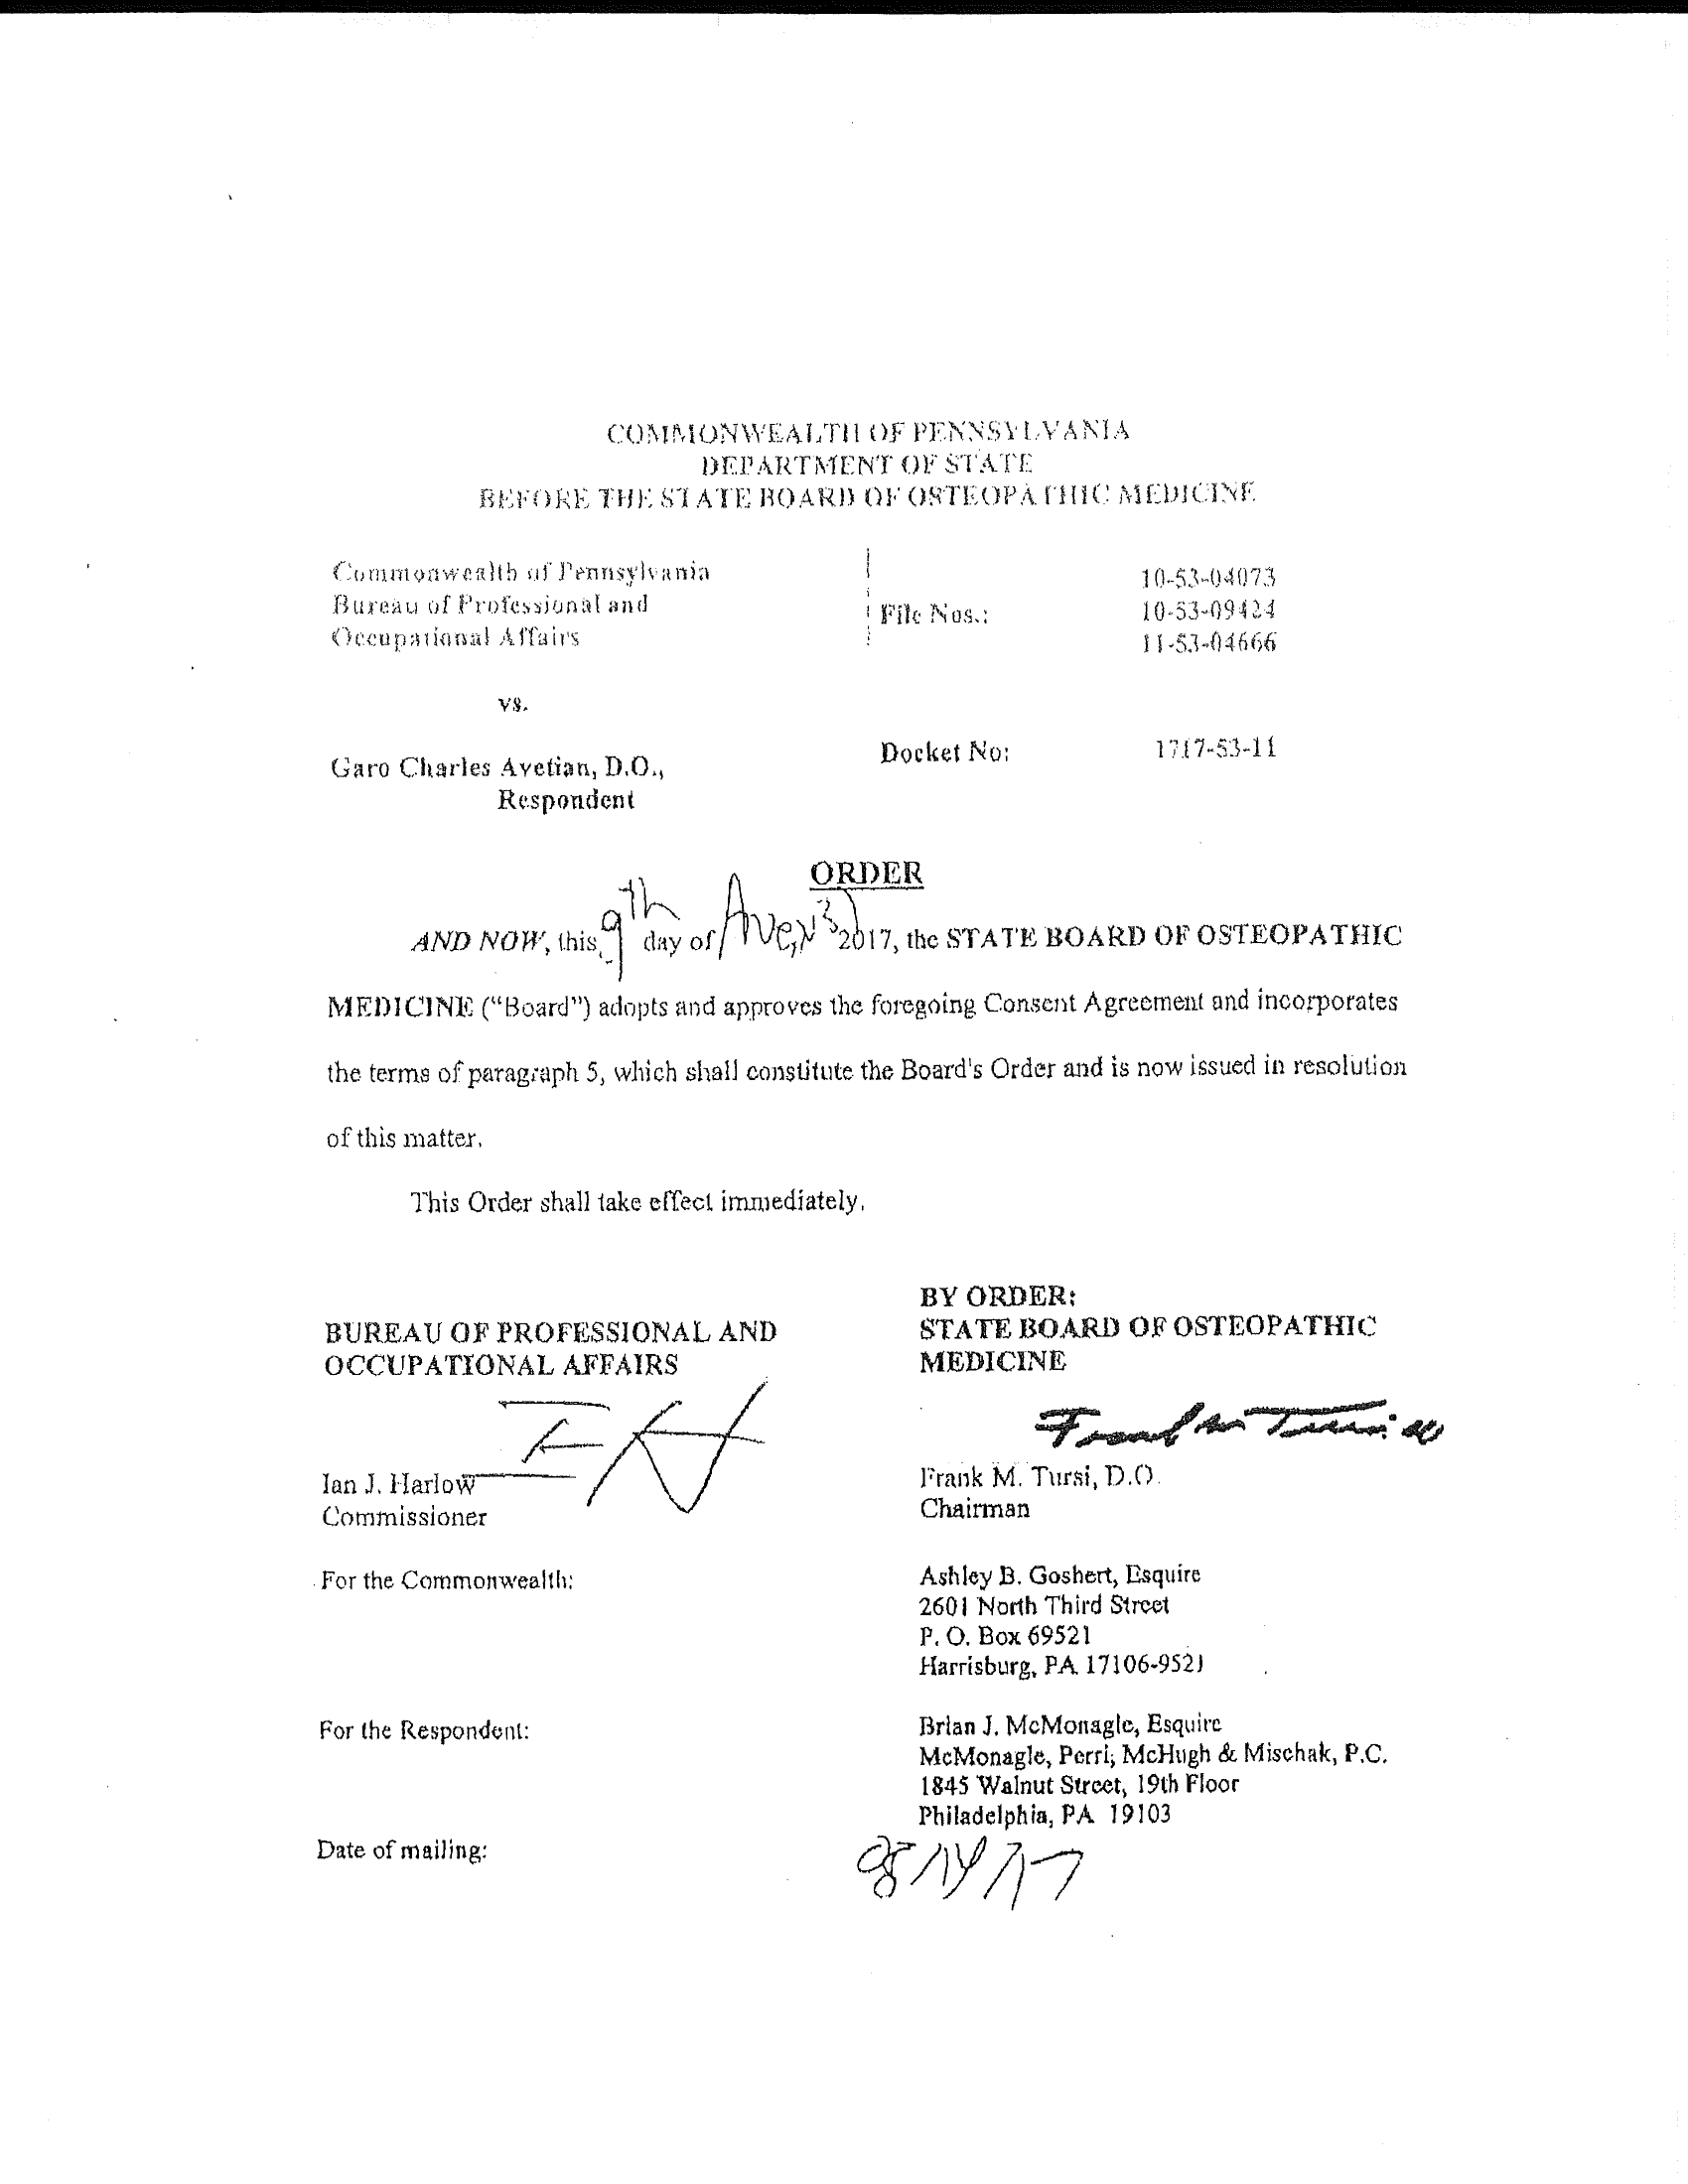 COMMONWEALTH OF PENNSYLVANIA
DEPARTMENT OF STATE
BEFORE THE STATE BOARD OF OSTEOPATHIC MEDICINE
Commonwealth of Pennsylvania
Bureau of Professional and
Occupational Affairs
File Nos.:
10-53-04073
10-53-09424
11-53-04666
vs.
Garo Charles Avetian, D.O.,
Respondent
Docket No:
1717-53-11
ORDER
AND NOW, this 9th day of 2017, the STATE BOARD OF OSTEOPATHIC
MEDICINE ("Board") adopts and approves the foregoing Consent Agreement and incorporates
the terms of paragraph 5, which shall constitute the Board's Order and is now issued in resolution
of this matter.
This Order shall take effect immediately.
BUREAU OF PROFESSIONAL AND
OCCUPATIONAL AFFAIRS
Ian J. Harlow
Commissioner
BY ORDER:
STATE BOARD OF OSTEOPATHIC
MEDICINE
Frank M. Tursi, D.O.
Chairman
For the Commonwealth:
Ashley B. Goshert, Esquire
2601 North Third Street
P. O. Box 69521
Harrisburg, PA 17106-9521
For the Respondent:
Brian J. McMonagle, Esquire
McMonagle, Perri, McHugh & Mischak, P.C.
1845 Walnut Street, 19th Floor
Philadelphia, PA 19103
Date of mailing:
8/14/17